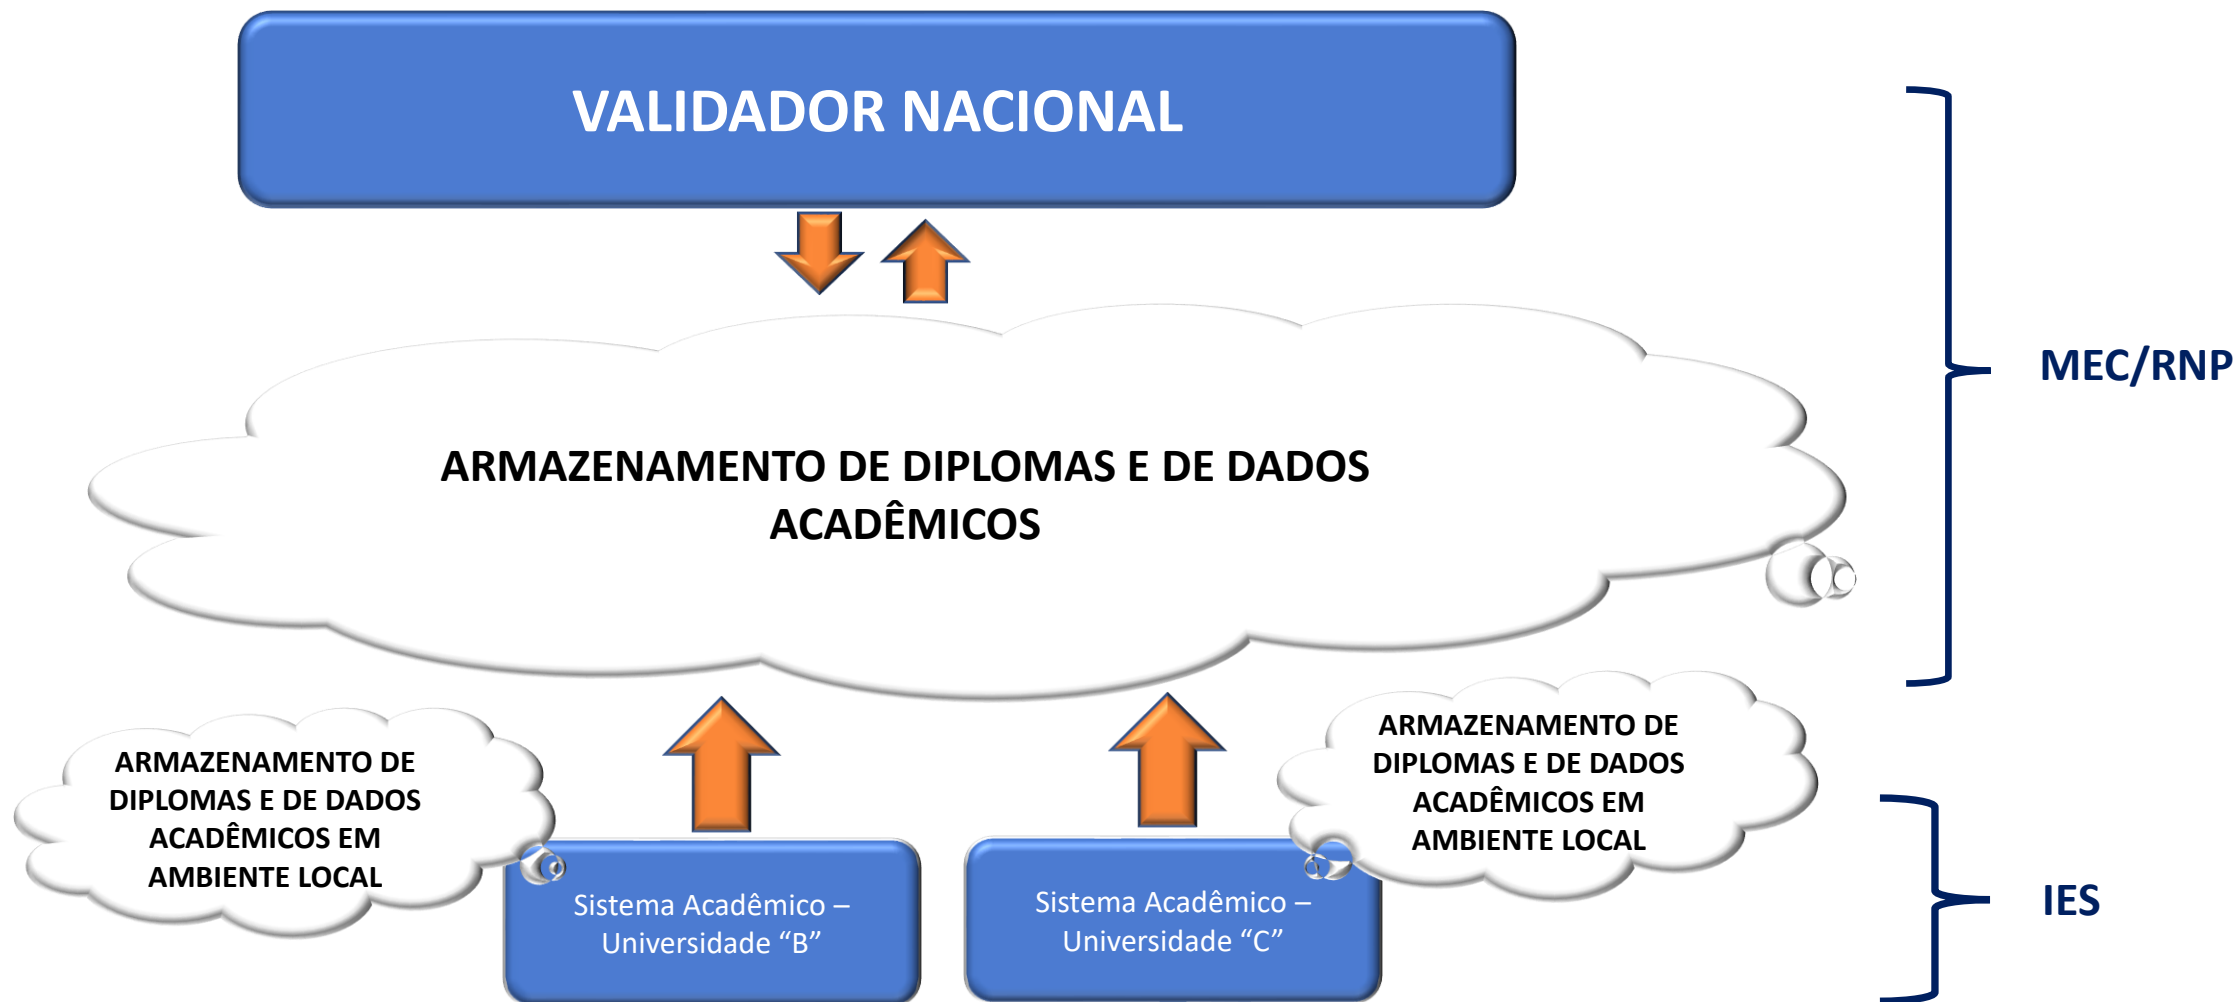 VALIDADOR NACIONAL
MEC/RNP
ARMAZENAMENTO DE DIPLOMAS E DE DADOS
ACADÊMICOS
ARMAZENAMENTO DE
DIPLOMAS E DE DADOS
ACADÊMICOS EM
AMBIENTE LOCAL
ARMAZENAMENTO DE
DIPLOMAS E DE DADOS
ACADÊMICOS EM
AMBIENTE LOCAL
Sistema Acadêmico –
Universidade “B”
Sistema Acadêmico –
Universidade “C”
IES